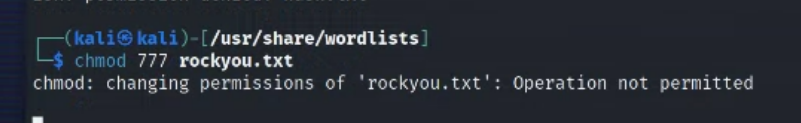 ┌──(kali㉿kali)-[/usr/share/wordlists]
└─$ chmod 777 rockyou.txt
chmod: changing permissions of 'rockyou.txt': Operation not permitted